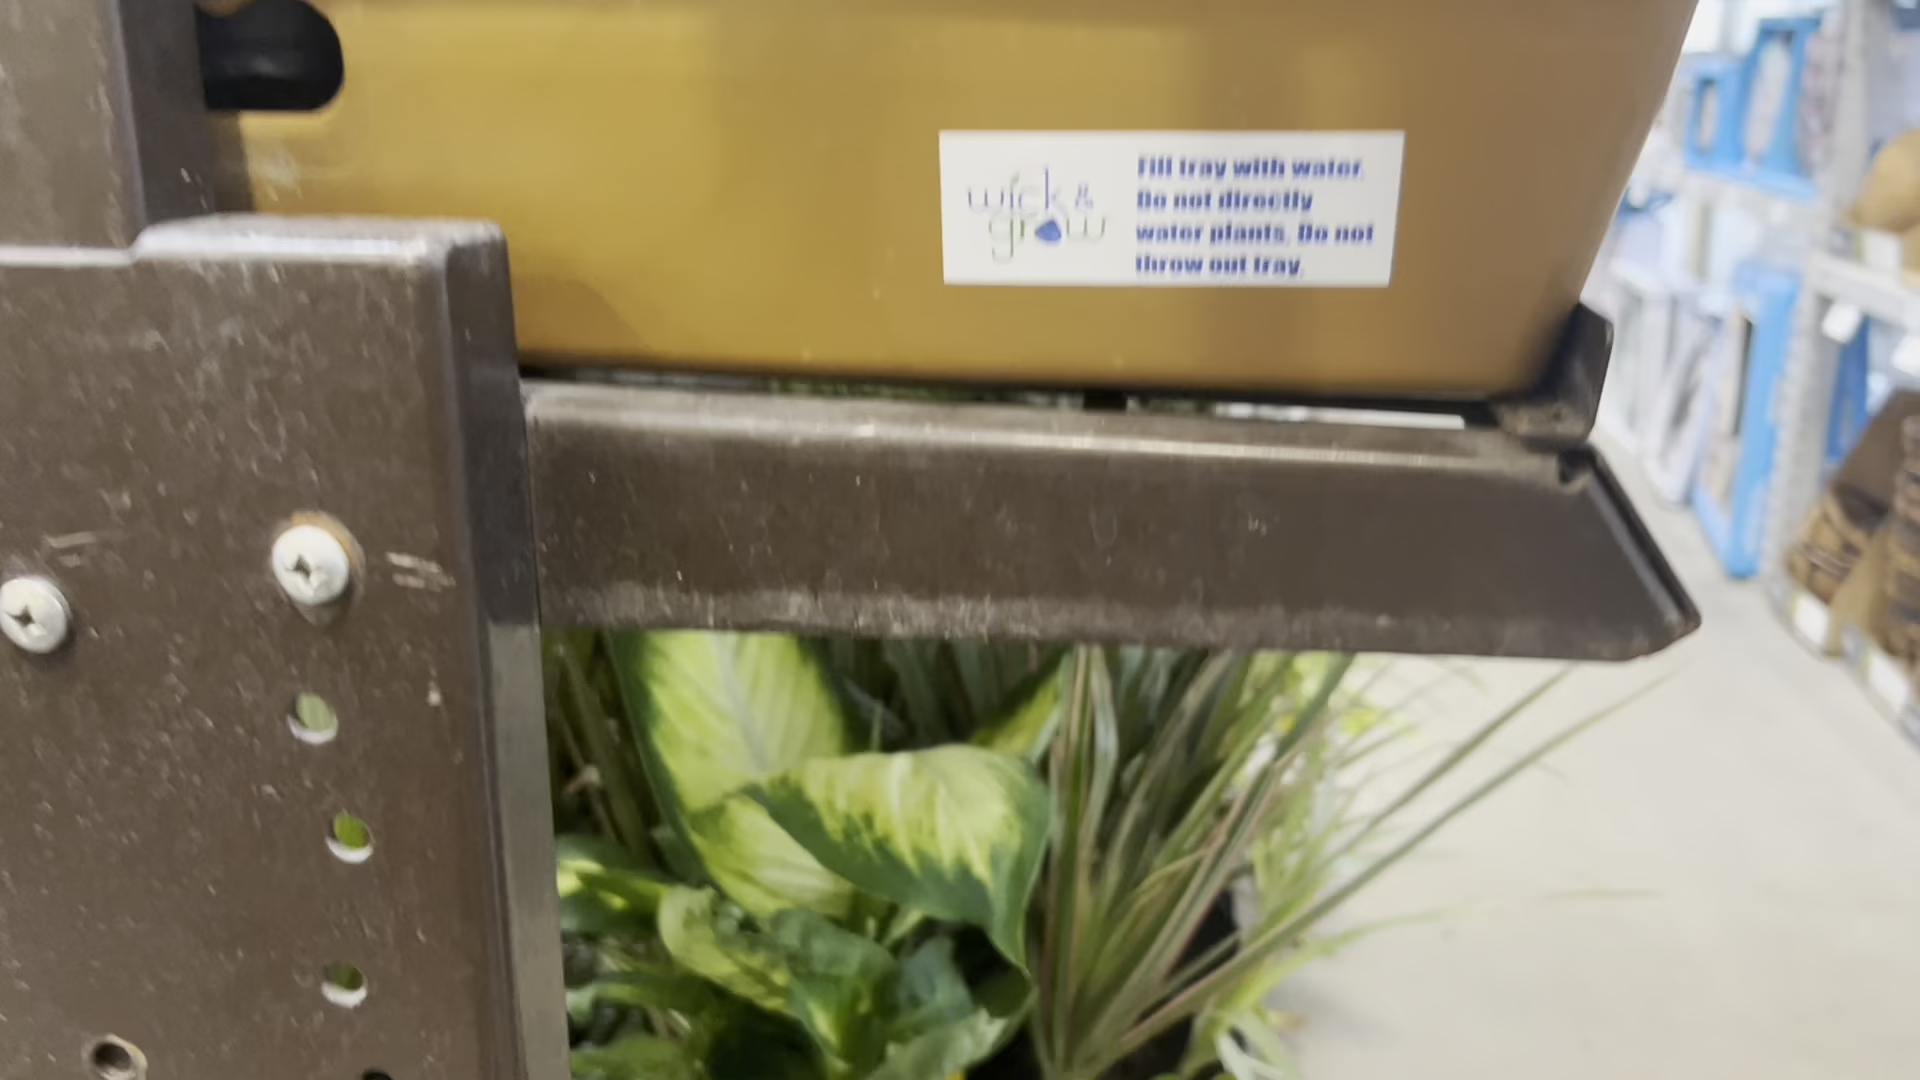 wick &
grow
Fill tray with water.
Do not directly
water plants. Do not
throw out tray.